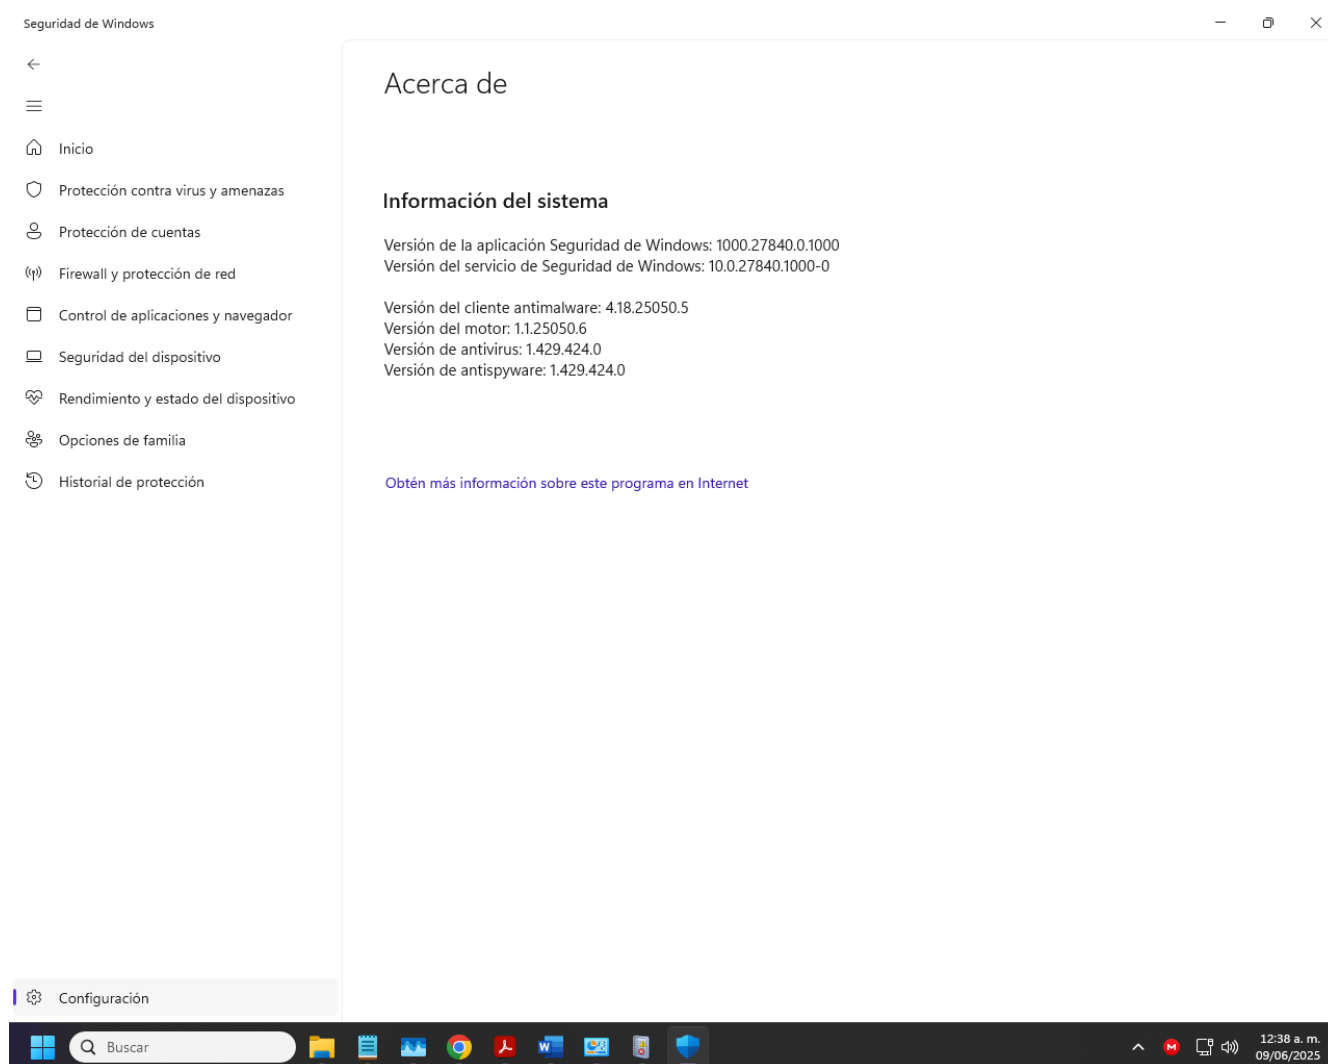 Seguridad de Windows
Acerca de
Inicio
Protección contra virus y amenazas
Protección de cuentas
Firewall y protección de red
Control de aplicaciones y navegador
Seguridad del dispositivo
Rendimiento y estado del dispositivo
Opciones de familia
Historial de protección
Información del sistema
Versión de la aplicación Seguridad de Windows: 1000.27840.0.1000
Versión del servicio de Seguridad de Windows: 10.0.27840.1000-0
Versión del cliente antimalware: 4.18.25050.5
Versión del motor: 1.1.25050.6
Versión de antivirus: 1.429.424.0
Versión de antispyware: 1.429.424.0
Obtén más información sobre este programa en Internet
Configuración
Buscar
12:38 a. m.
09/06/2025